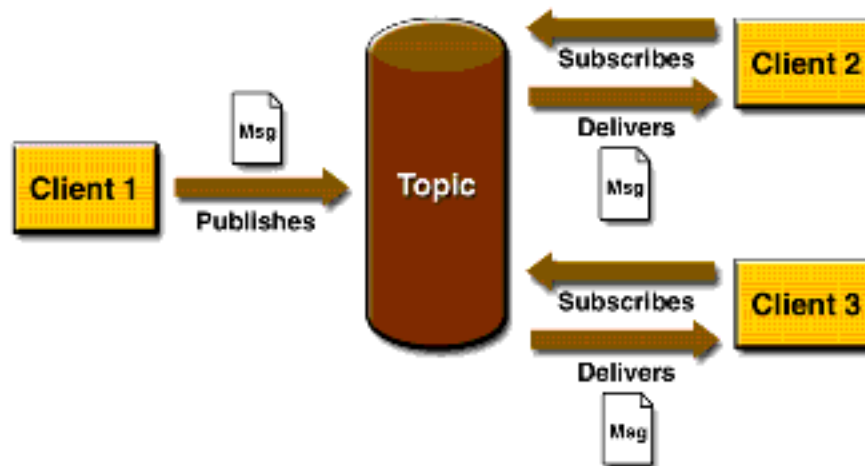 Subscribes
Client 2
Msg
Delivers
Client 1
Topic
Msg
Publishes
Subscribes
Client 3
Delivers
Msg